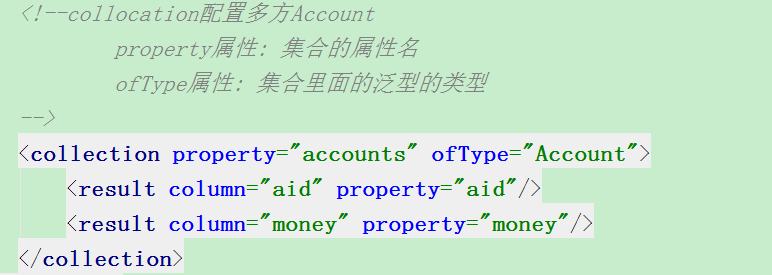 <!--collocation配置多方Account
property属性: 集合的属性名
ofType属性: 集合里面的泛型的类型
-->
<collection property="accounts" ofType="Account">
<result column="aid" property="aid"/>
<result column="money" property="money"/>
</collection>